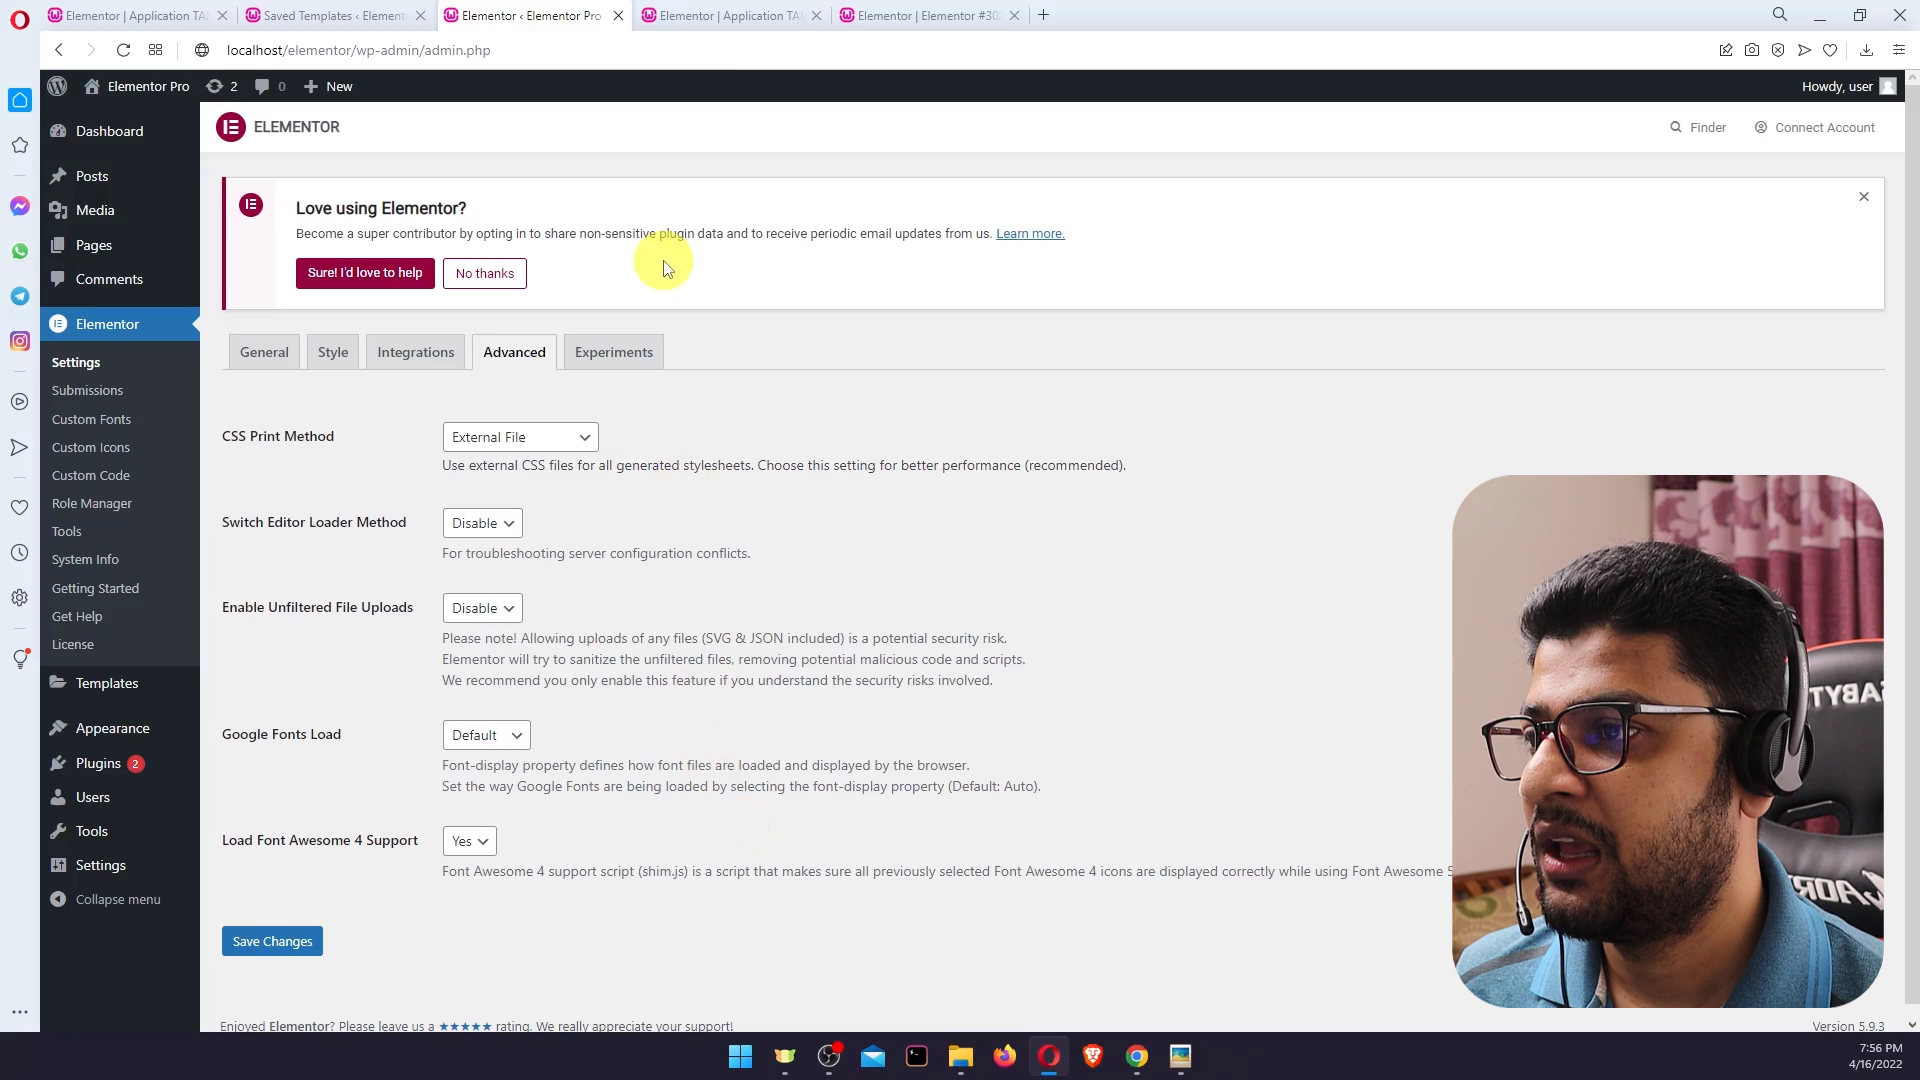 Elementor | Application TA
Saved Templates ‹ Element
Elementor ‹ Elementor Pro
Elementor | Application TA
Elementor | Elementor #30
localhost/elementor/wp-admin/admin.php
Elementor Pro
2
0
New
Howdy, user
Dashboard
Posts
Media
Pages
Comments
Elementor
Settings
Submissions
Custom Fonts
Custom Icons
Custom Code
Role Manager
Tools
System Info
Getting Started
Get Help
License
Templates
Appearance
Plugins 2
Users
Tools
Settings
Collapse menu
ELEMENTOR
Finder
Connect Account
Love using Elementor?
Become a super contributor by opting in to share non-sensitive plugin data and to receive periodic email updates from us. Learn more.
Sure! I'd love to help
No thanks
General
Style
Integrations
Advanced
Experiments
CSS Print Method
External File
Use external CSS files for all generated stylesheets. Choose this setting for better performance (recommended).
Switch Editor Loader Method
Disable
For troubleshooting server configuration conflicts.
Enable Unfiltered File Uploads
Disable
Please note! Allowing uploads of any files (SVG & JSON included) is a potential security risk.
Elementor will try to sanitize the unfiltered files, removing potential malicious code and scripts.
We recommend you only enable this feature if you understand the security risks involved.
Google Fonts Load
Default
Font-display property defines how font files are loaded and displayed by the browser.
Set the way Google Fonts are being loaded by selecting the font-display property (Default: Auto).
Load Font Awesome 4 Support
Yes
Font Awesome 4 support script (shim.js) is a script that makes sure all previously selected Font Awesome 4 icons are displayed correctly while using Font Awesome 5
Save Changes
Enjoyed Elementor? Please leave us a ★★★★★ rating. We really appreciate your support!
Version 5.9.3
7:56 PM
4/16/2022